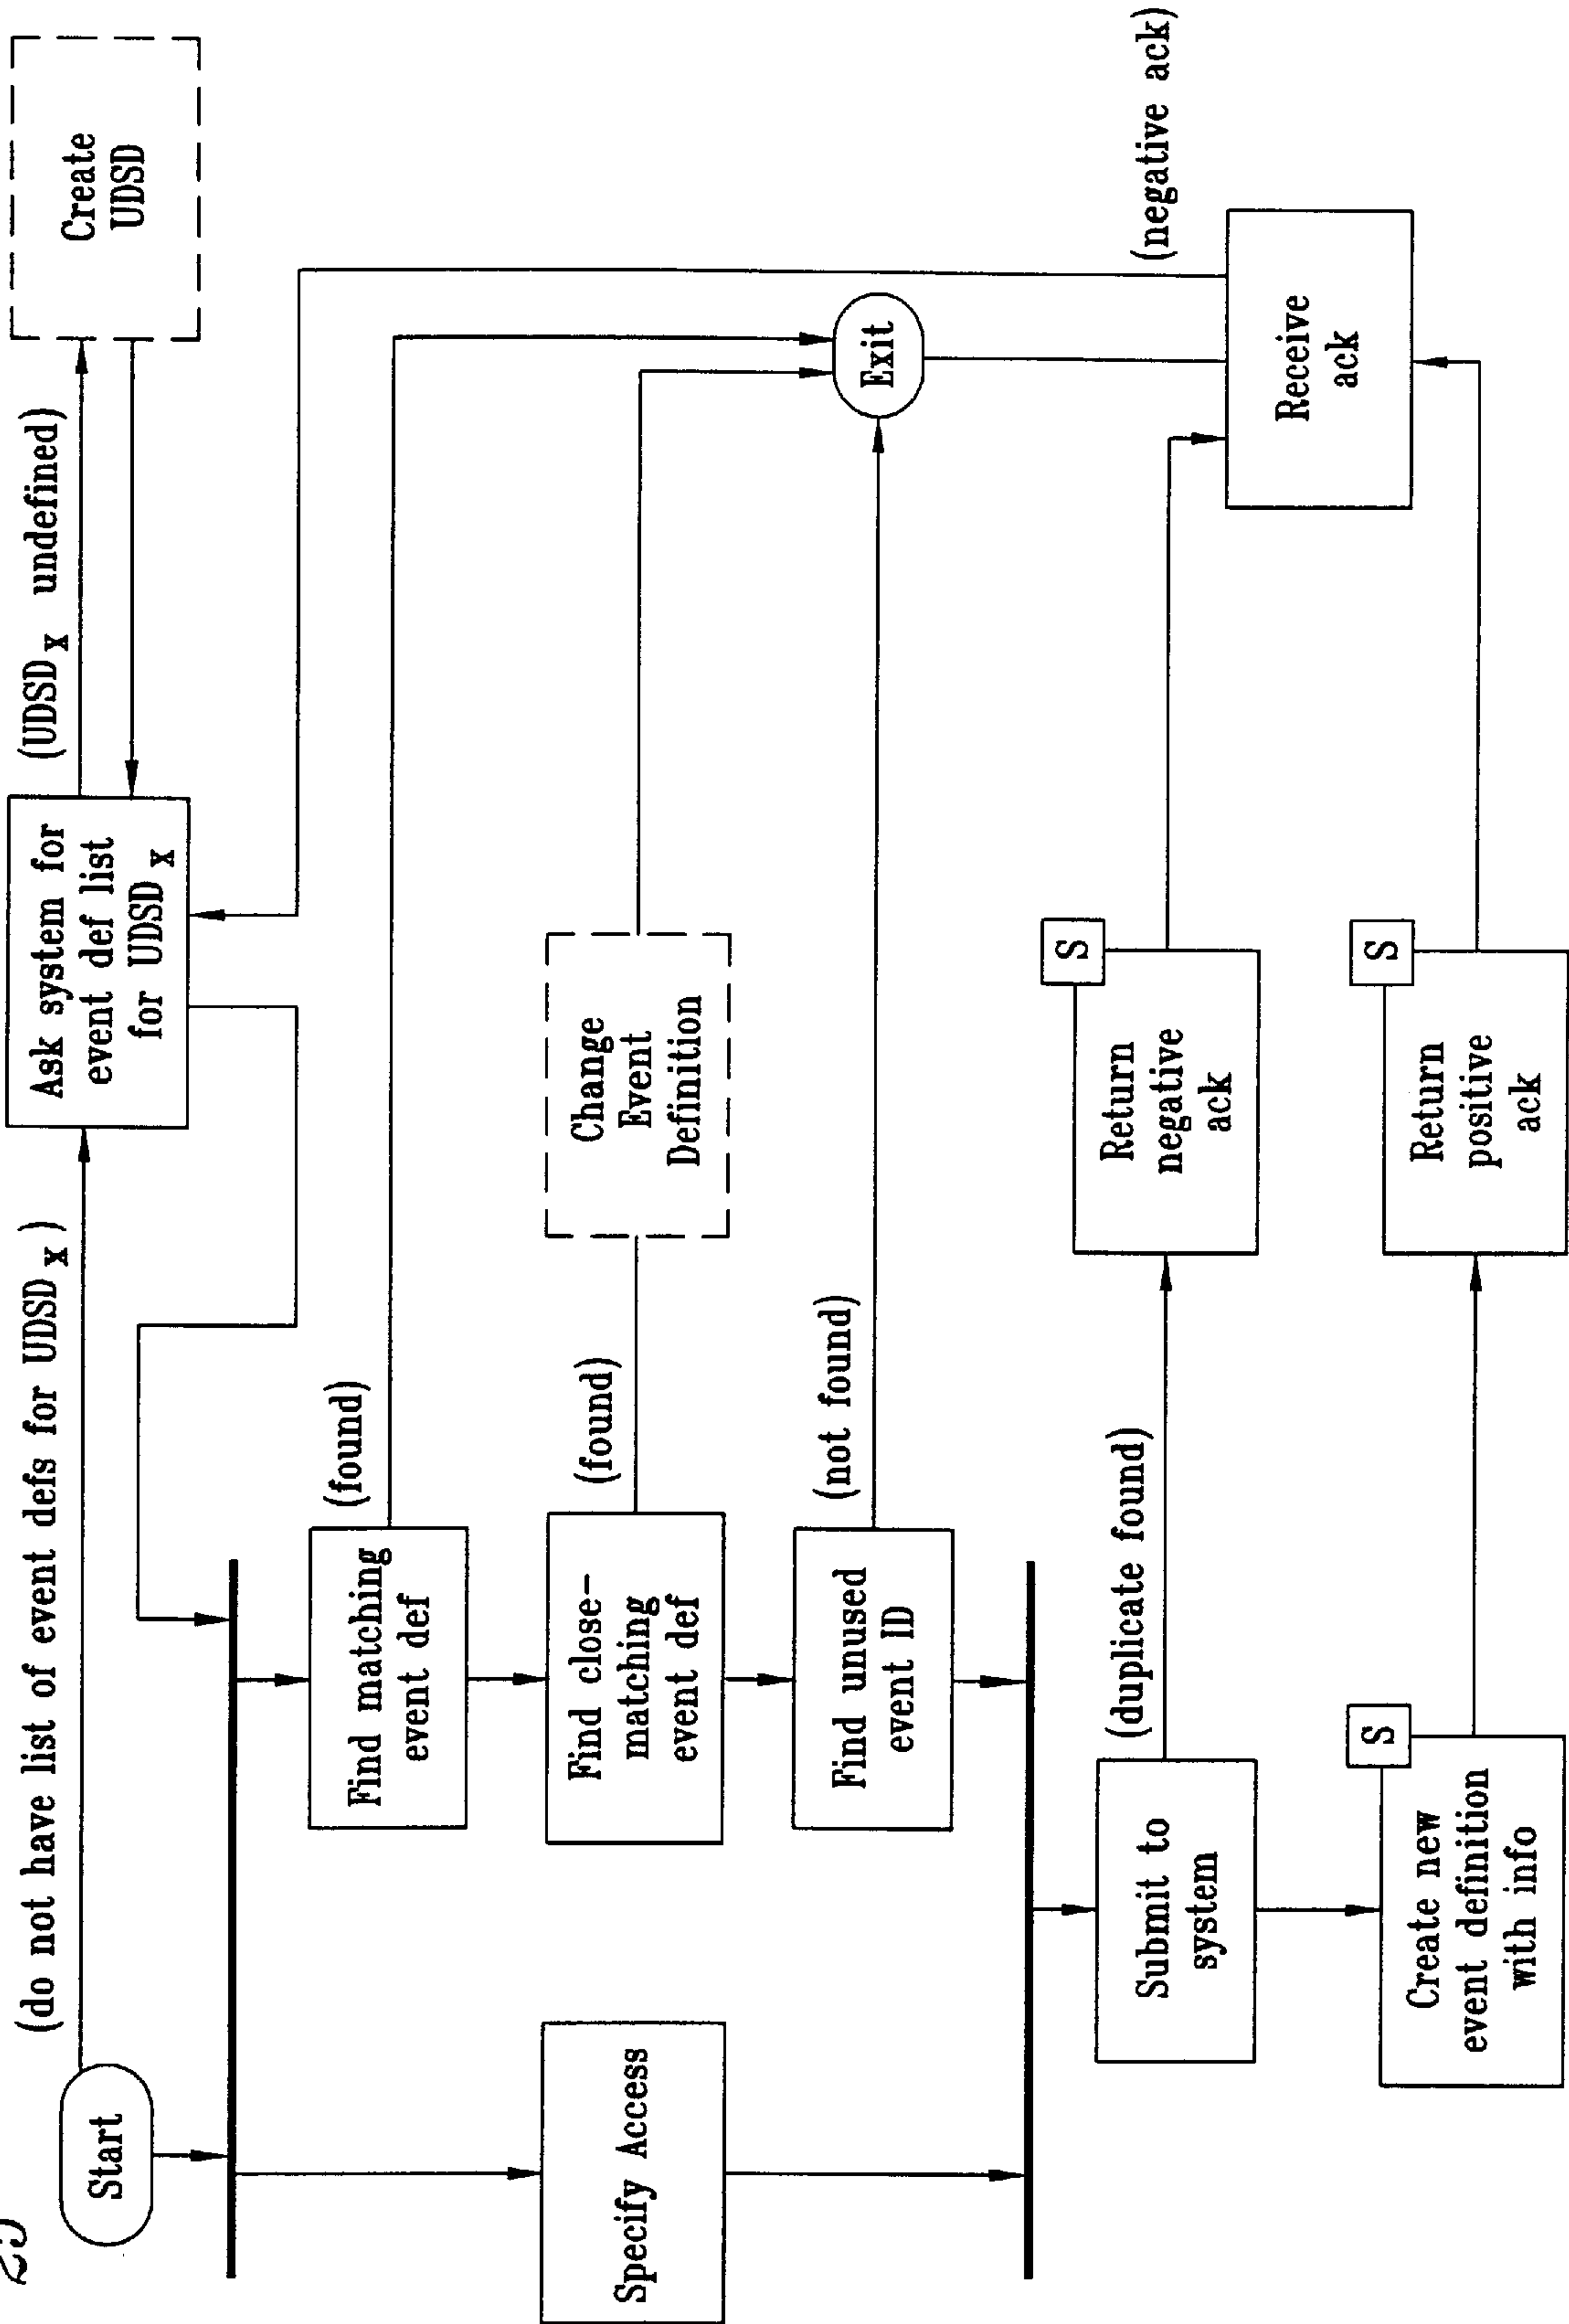 Start
(do not have list of event defs for UDSD x)
Ask system for
event def list
for UDSD x
(UDSD x undefined)
Create
UDSD
Specify Access
Find matching
event def
(found)
Find close-
matching
event def
(found)
Change
Event
Definition
Find unused
event ID
(not found)
Exit
Submit to
system
(duplicate found)
S
Return
negative
ack
(negative ack)
Receive
ack
S
Create new
event definition
with info
S
Return
positive
ack